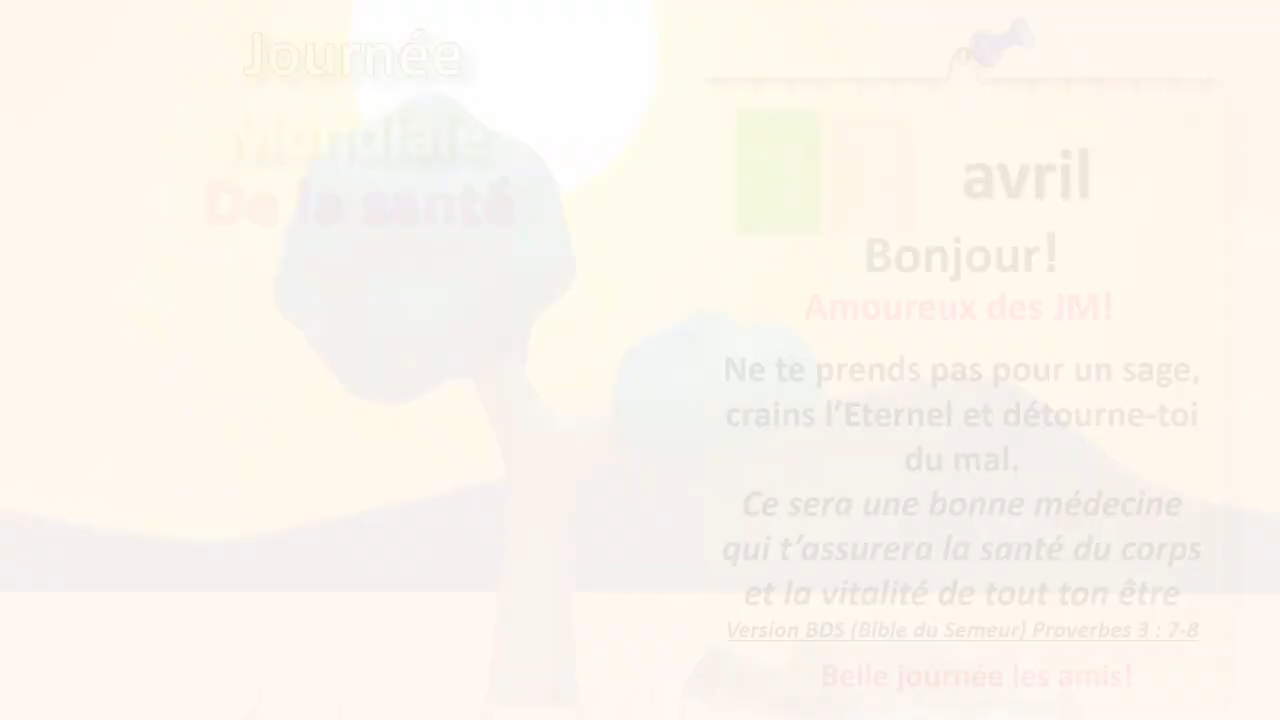 Journée
Mondiale
De la santé
avril
Bonjour!
Amoureux des JM!
Ne te prends pas pour un sage,
crains l’Eternel et détourne-toi
du mal.
Ce sera une bonne médecine
qui t’assurera la santé du corps
et la vitalité de tout ton être
Version BDS (Bible du Semeur) Proverbes 3 : 7-8
Belle journée les amis!